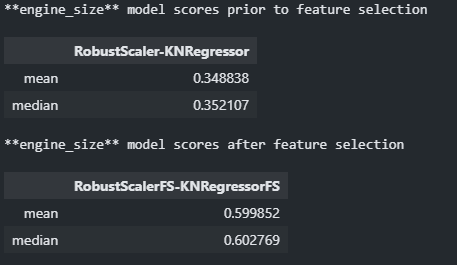 **engine_size** model scores prior to feature selection
RobustScaler-KNRegressor
mean 0.348838
median 0.352107
**engine_size** model scores after feature selection
RobustScalerFS-KNRegressorFS
mean 0.599852
median 0.602769